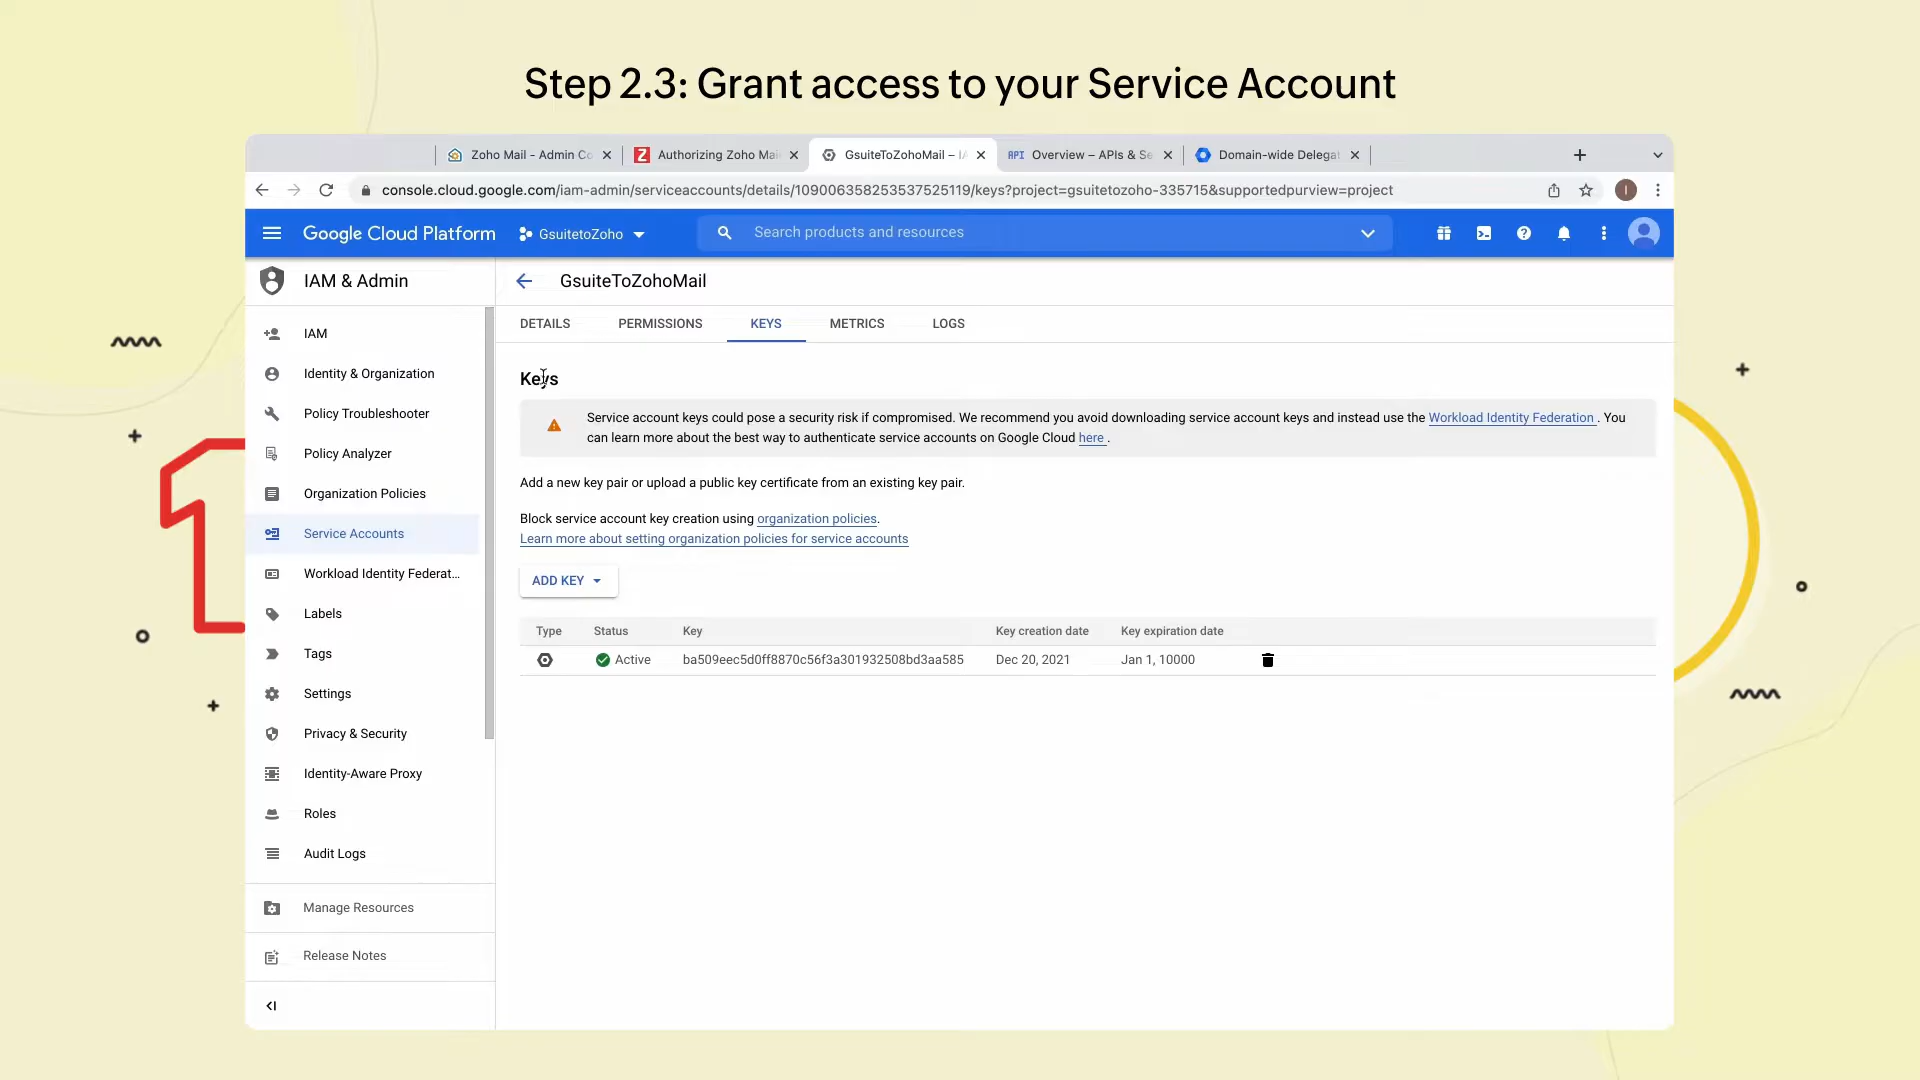 Step 2.3: Grant access to your Service Account
Zoho Mail - Admin Co
Authorizing Zoho Mai
GsuiteToZohoMail – IA
API Overview – APIs & Se
Domain-wide Delegat
console.cloud.google.com/iam-admin/serviceaccounts/details/109006358253537525119/keys?project=gsuitetozoho-335715&supportedpurview=project
I
Google Cloud Platform
GsuitetoZoho
Search products and resources
IAM & Admin
GsuiteToZohoMail
DETAILS
PERMISSIONS
KEYS
METRICS
LOGS
IAM
Identity & Organization
Policy Troubleshooter
Policy Analyzer
Organization Policies
Service Accounts
Workload Identity Federat...
Labels
Tags
Settings
Privacy & Security
Identity-Aware Proxy
Roles
Audit Logs
Manage Resources
Release Notes
Keys
Service account keys could pose a security risk if compromised. We recommend you avoid downloading service account keys and instead use the Workload Identity Federation . You
can learn more about the best way to authenticate service accounts on Google Cloud here .
Add a new key pair or upload a public key certificate from an existing key pair.
Block service account key creation using organization policies.
Learn more about setting organization policies for service accounts
ADD KEY
Type Status Key Key creation date Key expiration date
Active ba509eec5d0ff8870c56f3a301932508bd3aa585 Dec 20, 2021 Jan 1, 10000